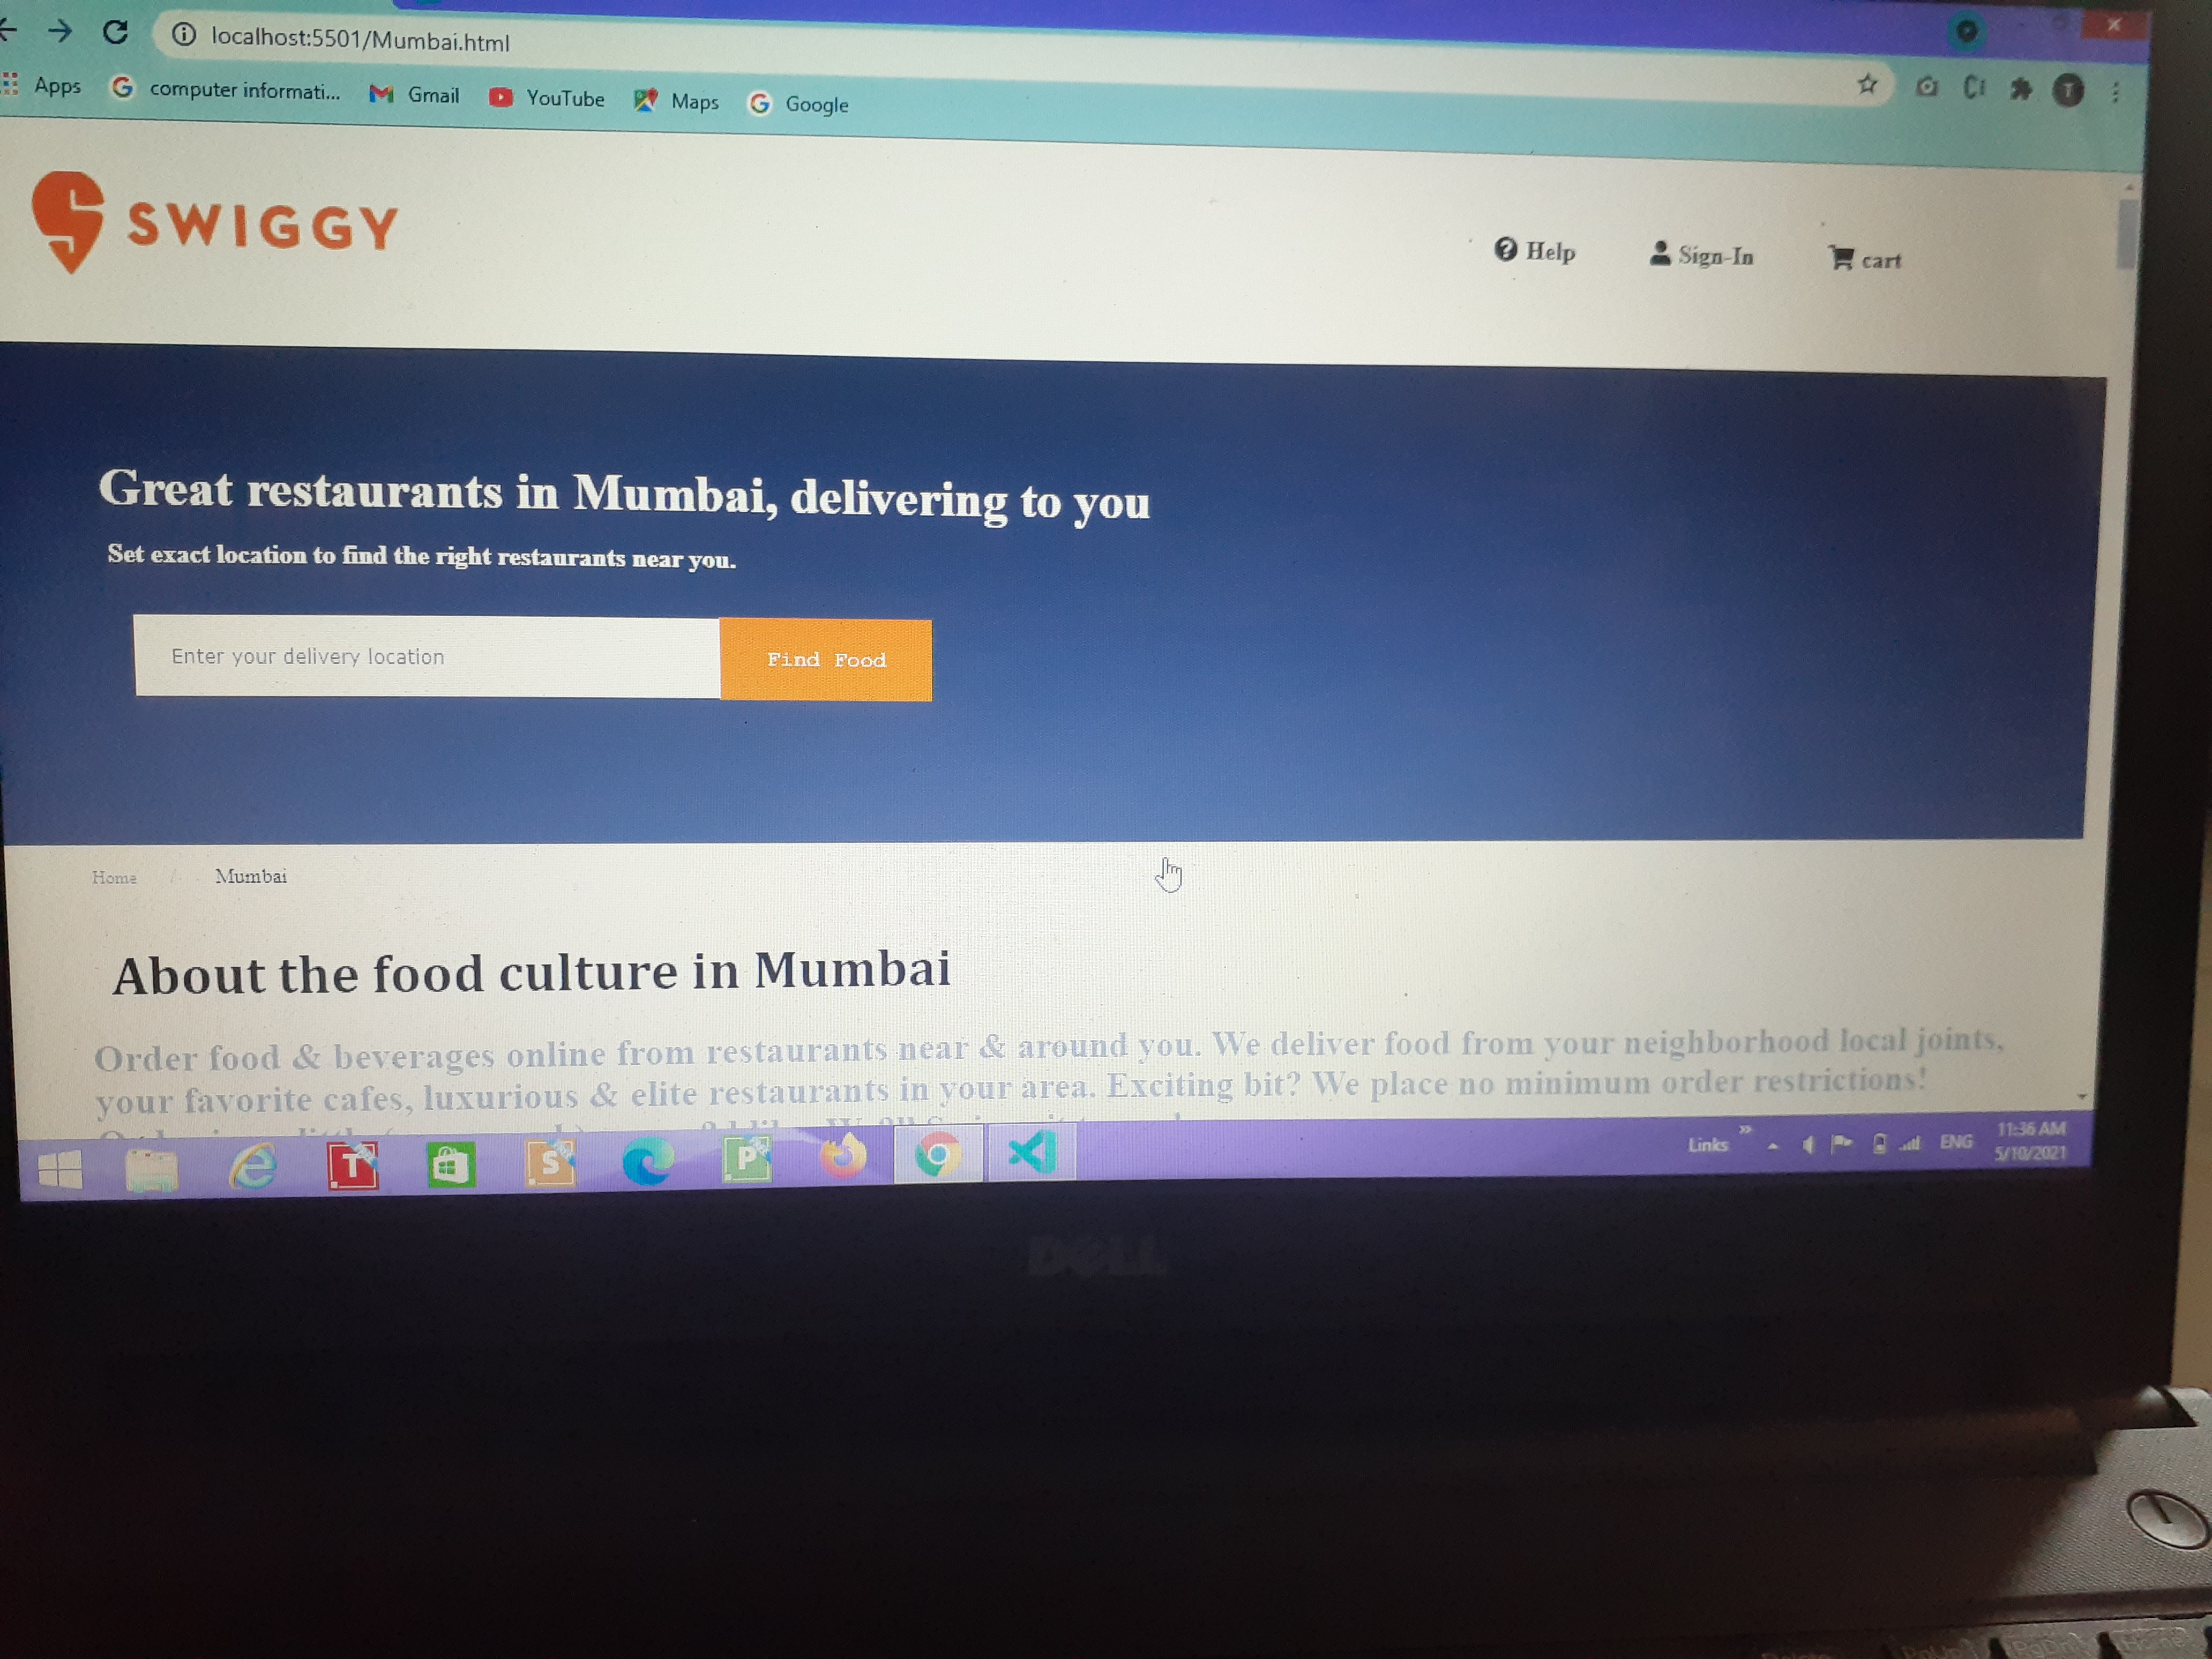 localhost:5501/Mumbai.html
Apps computer informati... Gmail YouTube Maps Google
T
SWIGGY
Help Sign-In cart
Great restaurants in Mumbai, delivering to you
Set exact location to find the right restaurants near you.
Enter your delivery location Find Food
Home / Mumbai
About the food culture in Mumbai
Order food & beverages online from restaurants near & around you. We deliver food from your neighborhood local joints,
your favorite cafes, luxurious & elite restaurants in your area. Exciting bit? We place no minimum order restrictions!
T S P Links ENG 11:36 AM
5/10/2021
DELL
PgUp PgDn Home